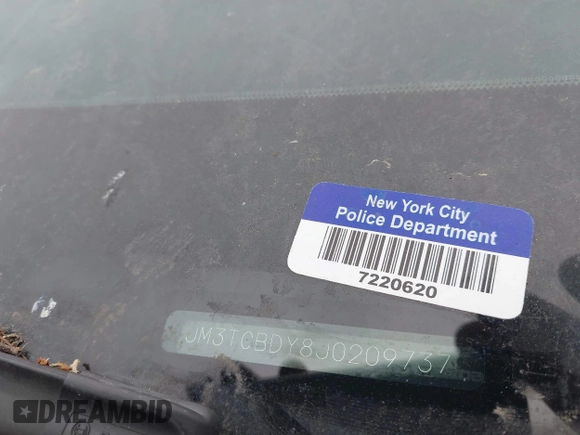 New York City
Police Department
7220620
JM3TCBDY8J0209737
DREAMBID